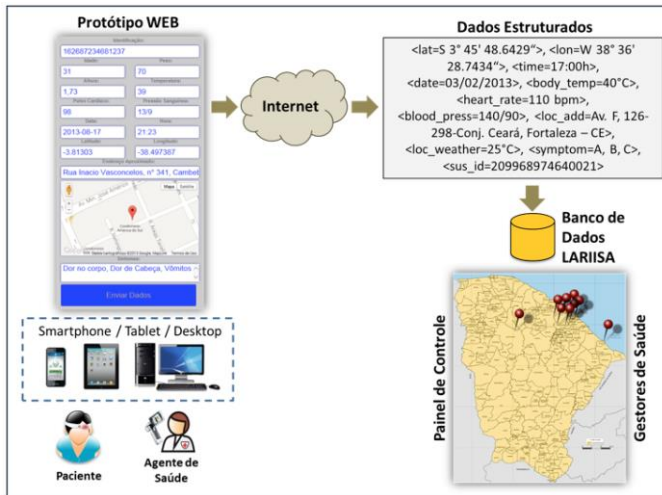 Protótipo WEB
Identificação:
162687234681237
Idade:
Peso:
31
70
Altura:
Temperatura:
1,73
39
Ponto Cardíaco:
Pressão Sanguínea:
98
13/9
Data:
Hora:
2013-08-17
21:23
Latitude:
Longitude:
-3.81303
-38.497387
Endereço Aproximado:
Rua Inacio Vasconcelos, n° 341, Cambeb
Mapa
Satélite
Dor no corpo, Dor de Cabeça, Vômitos
Enviar Dados
Smartphone / Tablet / Desktop
Paciente
Agente de
Saúde
Internet
Dados Estruturados
<lat=S 3° 45' 48.6429“>, <lon=W 38° 36'
28.7434“>, <time=17:00h>,
<date=03/02/2013>, <body_temp=40°C>,
<heart_rate=110 bpm>,
<blood_press=140/90>, <loc_add=Av. F, 126-
298-Conj. Ceará, Fortaleza – CE>,
<loc_weather=25°C>, <symptom=A, B, C>,
<sus_id=209968974640021>
Banco de
Dados
LARIISA
Painel de Controle
Gestores de Saúde